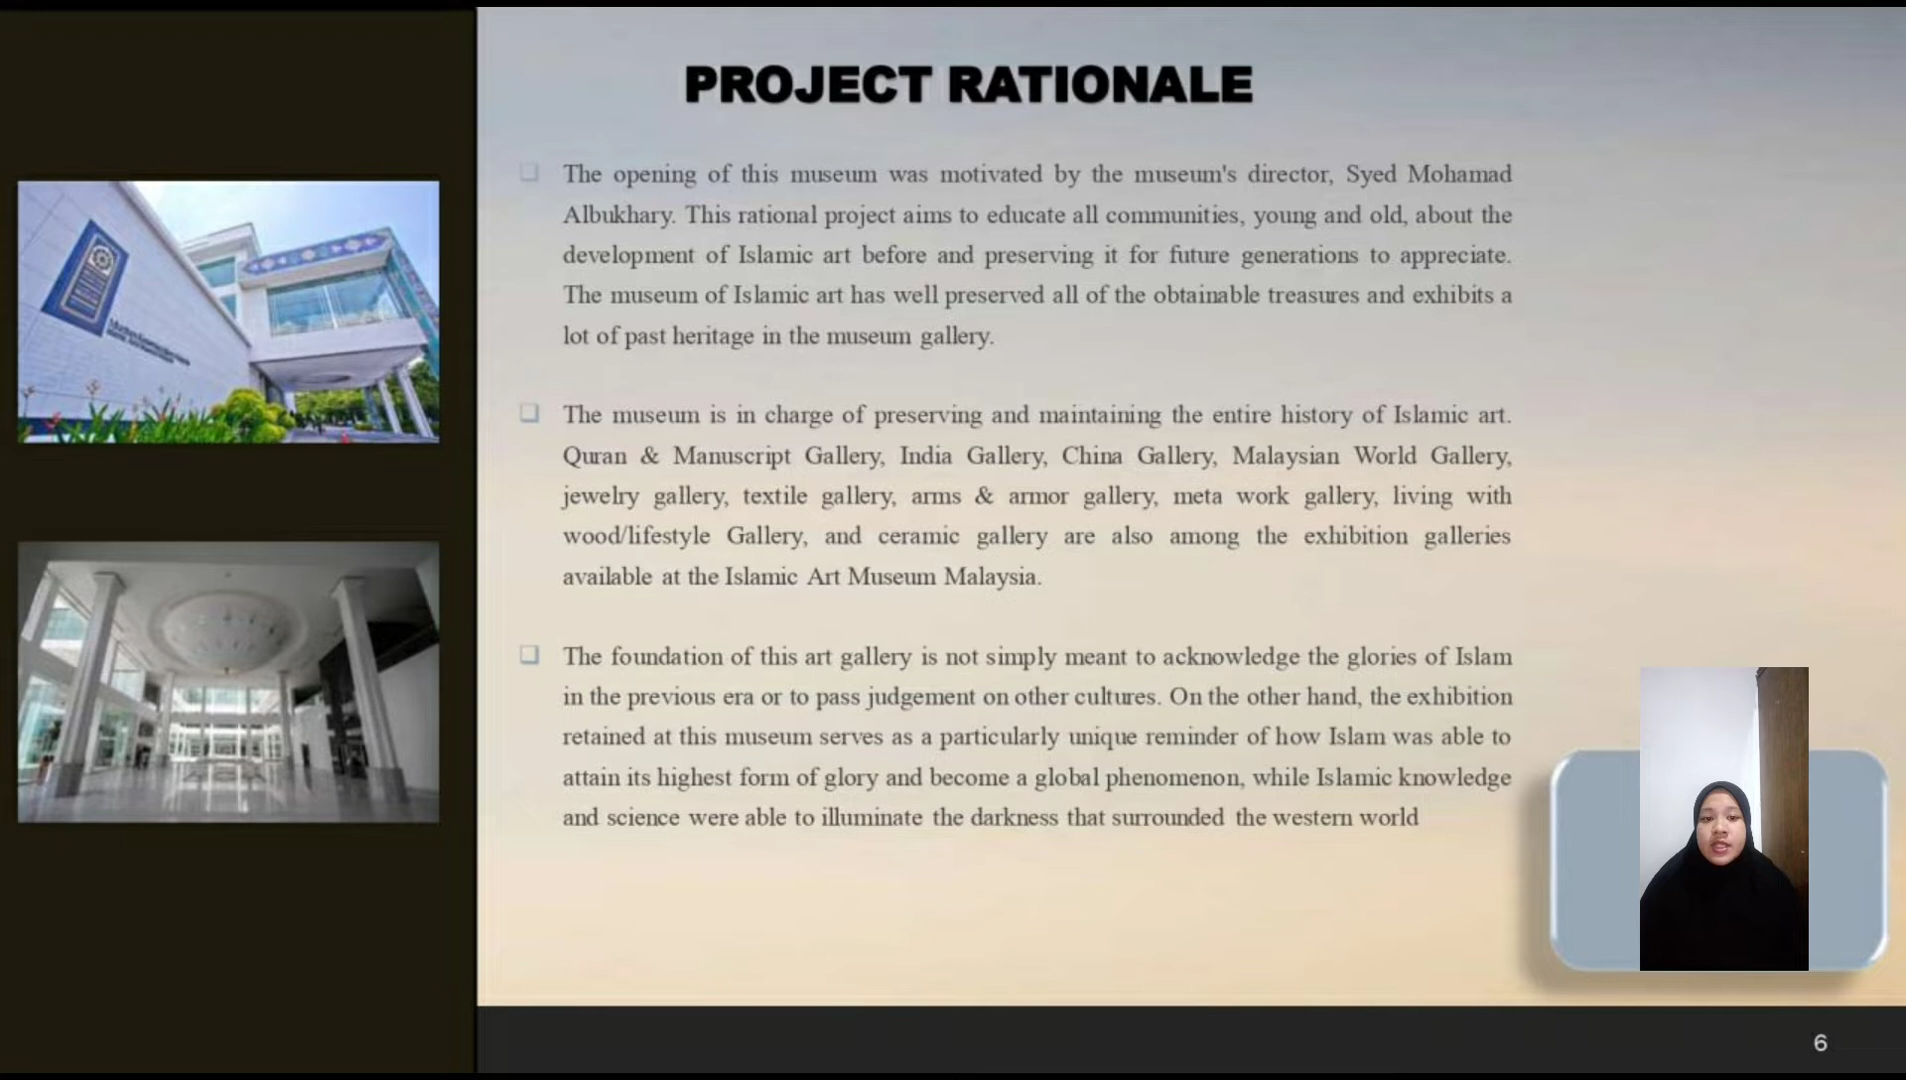 PROJECT RATIONALE
The opening of this museum was motivated by the museum's director, Syed Mohamad
Albukhary. This rational project aims to educate all communities, young and old, about the
development of Islamic art before and preserving it for future generations to appreciate.
The museum of Islamic art has well preserved all of the obtainable treasures and exhibits a
lot of past heritage in the museum gallery.
The museum is in charge of preserving and maintaining the entire history of Islamic art.
Quran & Manuscript Gallery, India Gallery, China Gallery, Malaysian World Gallery,
jewelry gallery, textile gallery, arms & armor gallery, meta work gallery, living with
wood/lifestyle Gallery, and ceramic gallery are also among the exhibition galleries
available at the Islamic Art Museum Malaysia.
The foundation of this art gallery is not simply meant to acknowledge the glories of Islam
in the previous era or to pass judgement on other cultures. On the other hand, the exhibition
retained at this museum serves as a particularly unique reminder of how Islam was able to
attain its highest form of glory and become a global phenomenon, while Islamic knowledge
and science were able to illuminate the darkness that surrounded the western world
6